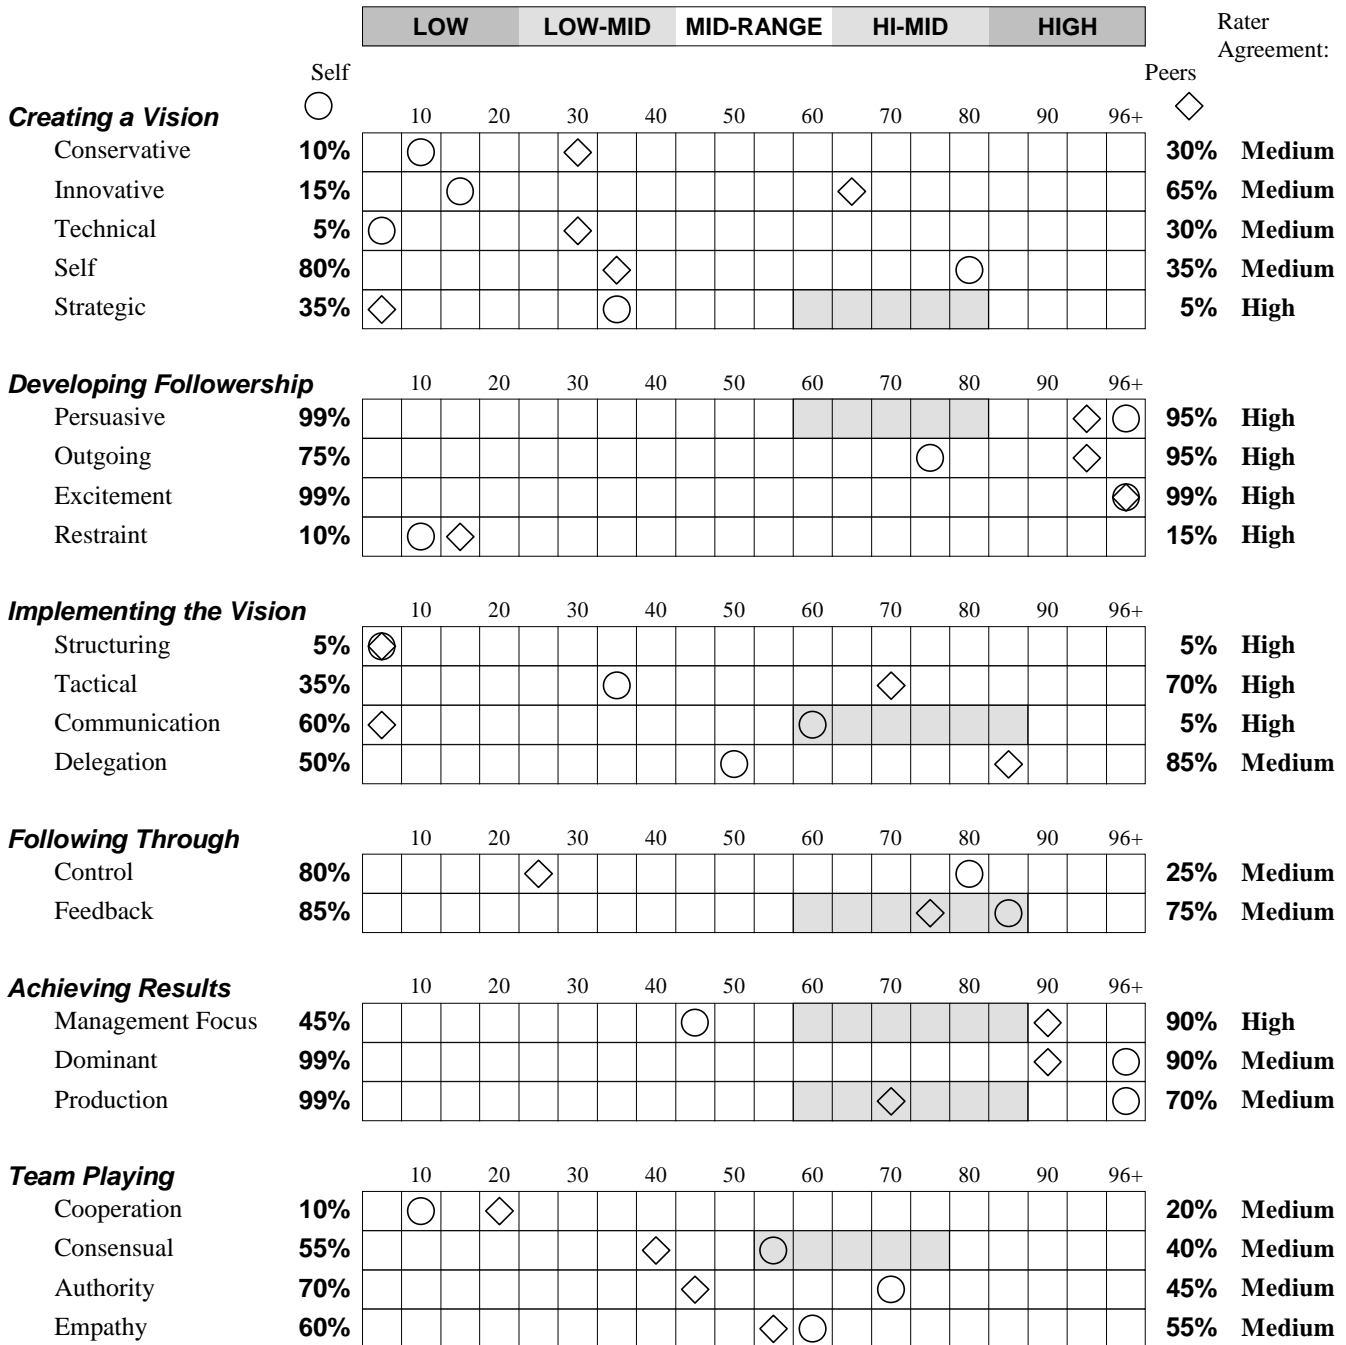 LOW LOW-MID MID-RANGE HI-MID HIGH Rater
Agreement:
Self Peers
Creating a Vision 10 20 30 40 50 60 70 80 90 96+
Conservative 10% 30% Medium
Innovative 15% 65% Medium
Technical 5% 30% Medium
Self 80% 35% Medium
Strategic 35% 5% High
Developing Followership 10 20 30 40 50 60 70 80 90 96+
Persuasive 99% 95% High
Outgoing 75% 95% High
Excitement 99% 99% High
Restraint 10% 15% High
Implementing the Vision 10 20 30 40 50 60 70 80 90 96+
Structuring 5% 5% High
Tactical 35% 70% High
Communication 60% 5% High
Delegation 50% 85% Medium
Following Through 10 20 30 40 50 60 70 80 90 96+
Control 80% 25% Medium
Feedback 85% 75% Medium
Achieving Results 10 20 30 40 50 60 70 80 90 96+
Management Focus 45% 90% High
Dominant 99% 90% Medium
Production 99% 70% Medium
Team Playing 10 20 30 40 50 60 70 80 90 96+
Cooperation 10% 20% Medium
Consensual 55% 40% Medium
Authority 70% 45% Medium
Empathy 60% 55% Medium